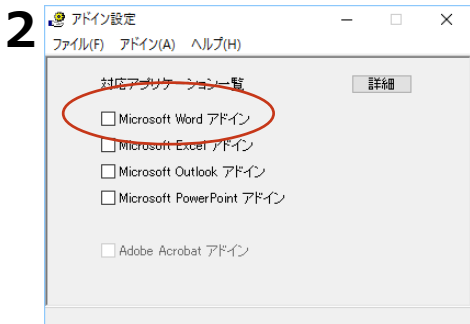 2
アドイン設定
ファイル(F) アドイン(A) ヘルプ(H)
対応アプリケーション一覧 詳細
Microsoft Word アドイン
Microsoft Excel アドイン
Microsoft Outlook アドイン
Microsoft PowerPoint アドイン
Adobe Acrobat アドイン